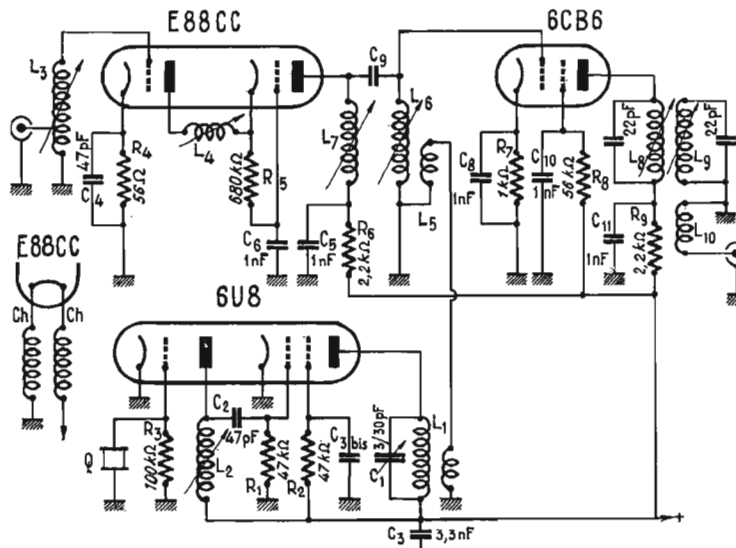 E88CC
6CB6
L3
C9
L6
47pF
C4
R4
56Ω
L4
R5
680kΩ
L7
C8
1nF
R7
1kΩ
C10
1nF
56kΩ
R8
22pF
L8
L9
22pF
L5
C6
1nF
C5
1nF
R6
2,2kΩ
C11
1nF
R9
2,2kΩ
L10
E88CC
Ch
Ch
6U8
Q
R3
100kΩ
L2
C2
47pF
R1
47kΩ
R2
47kΩ
C3 bis
3/30pF
C1
L1
+
C3
3,3nF